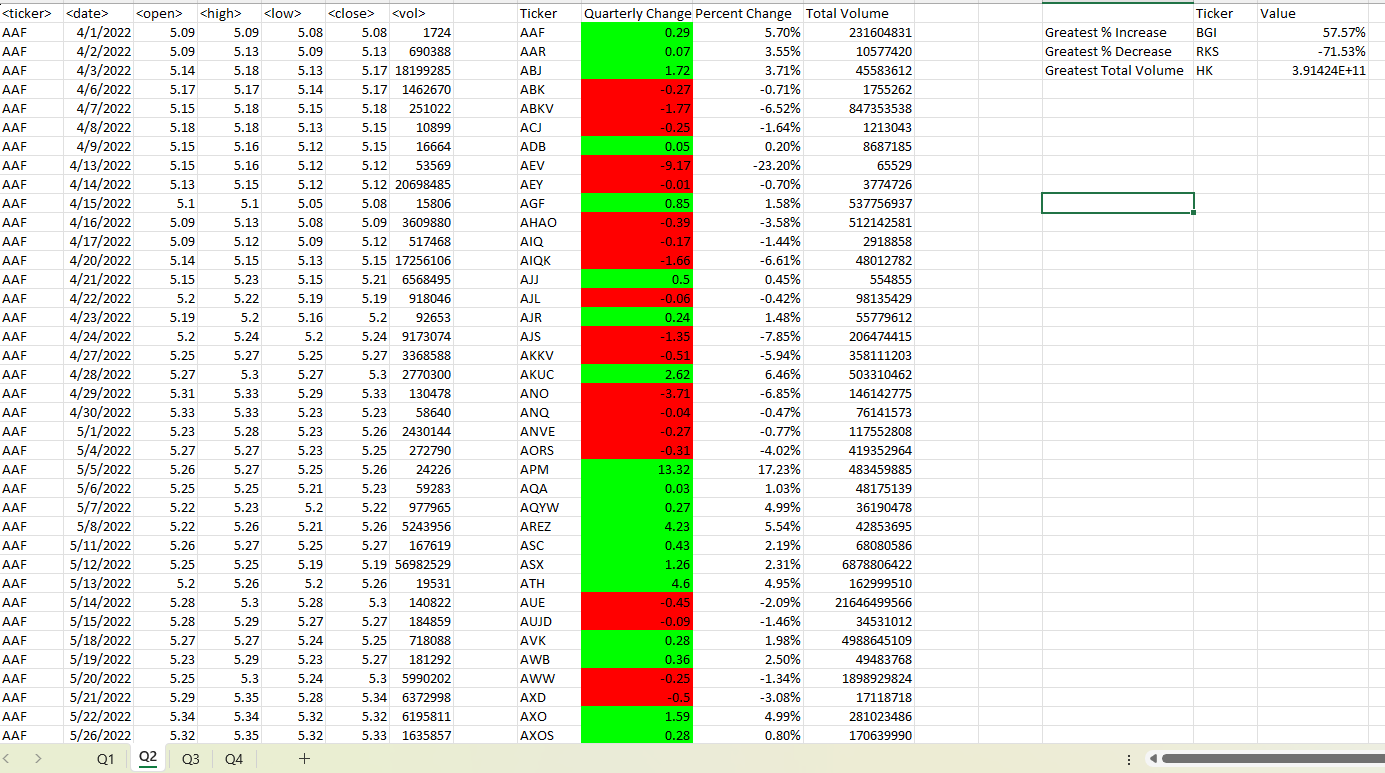 <ticker> <date> <open> <high> <low> <close> <vol> Ticker Quarterly Change Percent Change Total Volume Ticker Value
AAF 4/1/2022 5.09 5.09 5.08 5.08 1724 AAF 0.29 5.70% 231604831 Greatest % Increase BGI 57.57%
AAF 4/2/2022 5.09 5.13 5.09 5.13 690388 AAR 0.07 3.55% 10577420 Greatest % Decrease RKS -71.53%
AAF 4/3/2022 5.14 5.18 5.13 5.17 18199285 ABJ 1.72 3.71% 45583612 Greatest Total Volume HK 3.91424E+11
AAF 4/6/2022 5.17 5.17 5.14 5.17 1462670 ABK -0.27 -0.71% 1755262
AAF 4/7/2022 5.15 5.18 5.15 5.18 251022 ABKV -1.77 -6.52% 847353538
AAF 4/8/2022 5.18 5.18 5.13 5.15 10899 ACJ -0.25 -1.64% 1213043
AAF 4/9/2022 5.15 5.16 5.12 5.15 16664 ADB 0.05 0.20% 8687185
AAF 4/13/2022 5.15 5.16 5.12 5.12 53569 AEV -9.17 -23.20% 65529
AAF 4/14/2022 5.13 5.15 5.12 5.12 20698485 AEY -0.01 -0.70% 3774726
AAF 4/15/2022 5.1 5.1 5.05 5.08 15806 AGF 0.85 1.58% 537756937
AAF 4/16/2022 5.09 5.13 5.08 5.09 3609880 AHAO -0.39 -3.58% 512142581
AAF 4/17/2022 5.09 5.12 5.09 5.12 517468 AIQ -0.17 -1.44% 2918858
AAF 4/20/2022 5.14 5.15 5.13 5.15 17256106 AIQK -1.66 -6.61% 48012782
AAF 4/21/2022 5.15 5.23 5.15 5.21 6568495 AJJ 0.5 0.45% 554855
AAF 4/22/2022 5.2 5.22 5.19 5.19 918046 AJL -0.06 -0.42% 98135429
AAF 4/23/2022 5.19 5.2 5.16 5.2 92653 AJR 0.24 1.48% 55779612
AAF 4/24/2022 5.2 5.24 5.2 5.24 9173074 AJS -1.35 -7.85% 206474415
AAF 4/27/2022 5.25 5.27 5.25 5.27 3368588 AKKV -0.51 -5.94% 358111203
AAF 4/28/2022 5.27 5.3 5.27 5.3 2770300 AKUC 2.62 6.46% 503310462
AAF 4/29/2022 5.31 5.33 5.29 5.33 130478 ANO -3.71 -6.85% 146142775
AAF 4/30/2022 5.33 5.33 5.23 5.23 58640 ANQ -0.04 -0.47% 76141573
AAF 5/1/2022 5.23 5.28 5.23 5.26 2430144 ANVE -0.27 -0.77% 117552808
AAF 5/4/2022 5.27 5.27 5.23 5.25 272790 AORS -0.31 -4.02% 419352964
AAF 5/5/2022 5.26 5.27 5.25 5.26 24226 APM 13.32 17.23% 483459885
AAF 5/6/2022 5.25 5.25 5.21 5.23 59283 AQA 0.03 1.03% 48175139
AAF 5/7/2022 5.22 5.23 5.2 5.22 977965 AQYW 0.27 4.99% 36190478
AAF 5/8/2022 5.22 5.26 5.21 5.26 5243956 AREZ 4.23 5.54% 42853695
AAF 5/11/2022 5.26 5.27 5.25 5.27 167619 ASC 0.43 2.19% 68080586
AAF 5/12/2022 5.25 5.25 5.19 5.19 56982529 ASX 1.26 2.31% 6878806422
AAF 5/13/2022 5.2 5.26 5.2 5.26 19531 ATH 4.6 4.95% 162999510
AAF 5/14/2022 5.28 5.3 5.28 5.3 140822 AUE -0.45 -2.09% 21646499566
AAF 5/15/2022 5.28 5.29 5.27 5.27 184859 AUJD -0.09 -1.46% 34531012
AAF 5/18/2022 5.27 5.27 5.24 5.25 718088 AVK 0.28 1.98% 4988645109
AAF 5/19/2022 5.23 5.29 5.23 5.27 181292 AWB 0.36 2.50% 49483768
AAF 5/20/2022 5.25 5.3 5.24 5.3 5990202 AWW -0.25 -1.34% 1898929824
AAF 5/21/2022 5.29 5.35 5.28 5.34 6372998 AXD -0.5 -3.08% 17118718
AAF 5/22/2022 5.34 5.34 5.32 5.32 6195811 AXO 1.59 4.99% 281023486
AAF 5/26/2022 5.32 5.35 5.32 5.33 1635857 AXOS 0.28 0.80% 170639990
Q1 Q2 Q3 Q4